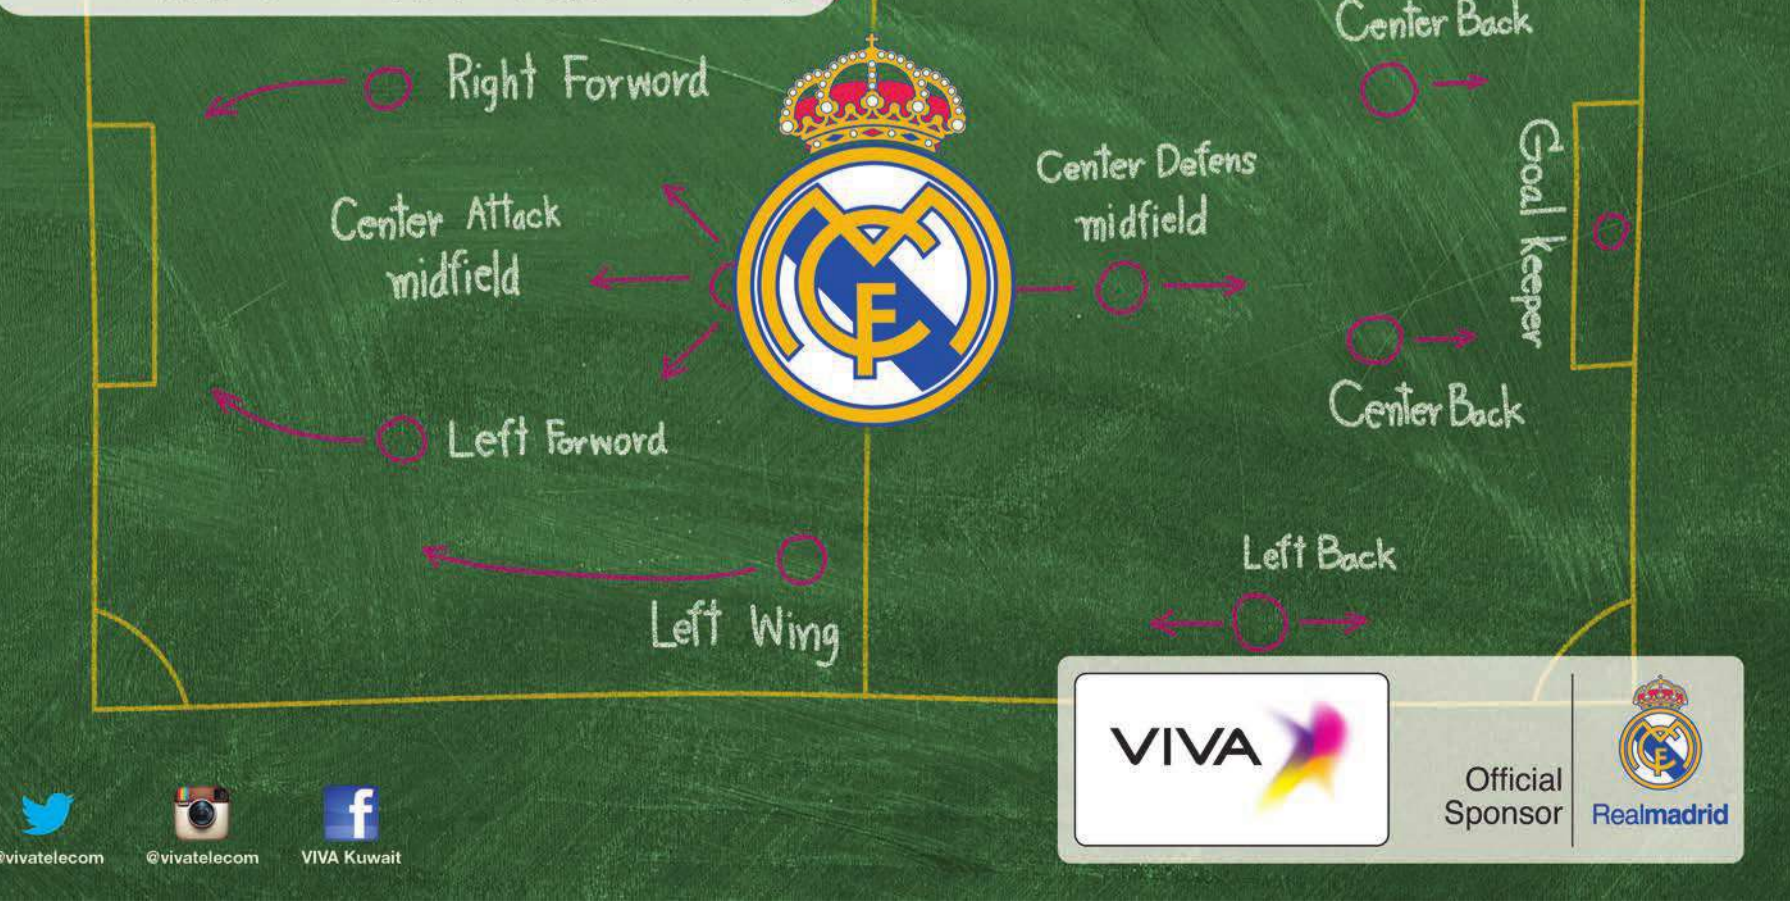 Center Back
Right Forword
Center Defens
midfield
Goal Keeper
Center Attack
midfield
Center Back
Left Forword
Left Back
Left Wing
VIVA
Official
Sponsor
Realmadrid
@vivatelecom
@vivatelecom
VIVA Kuwait